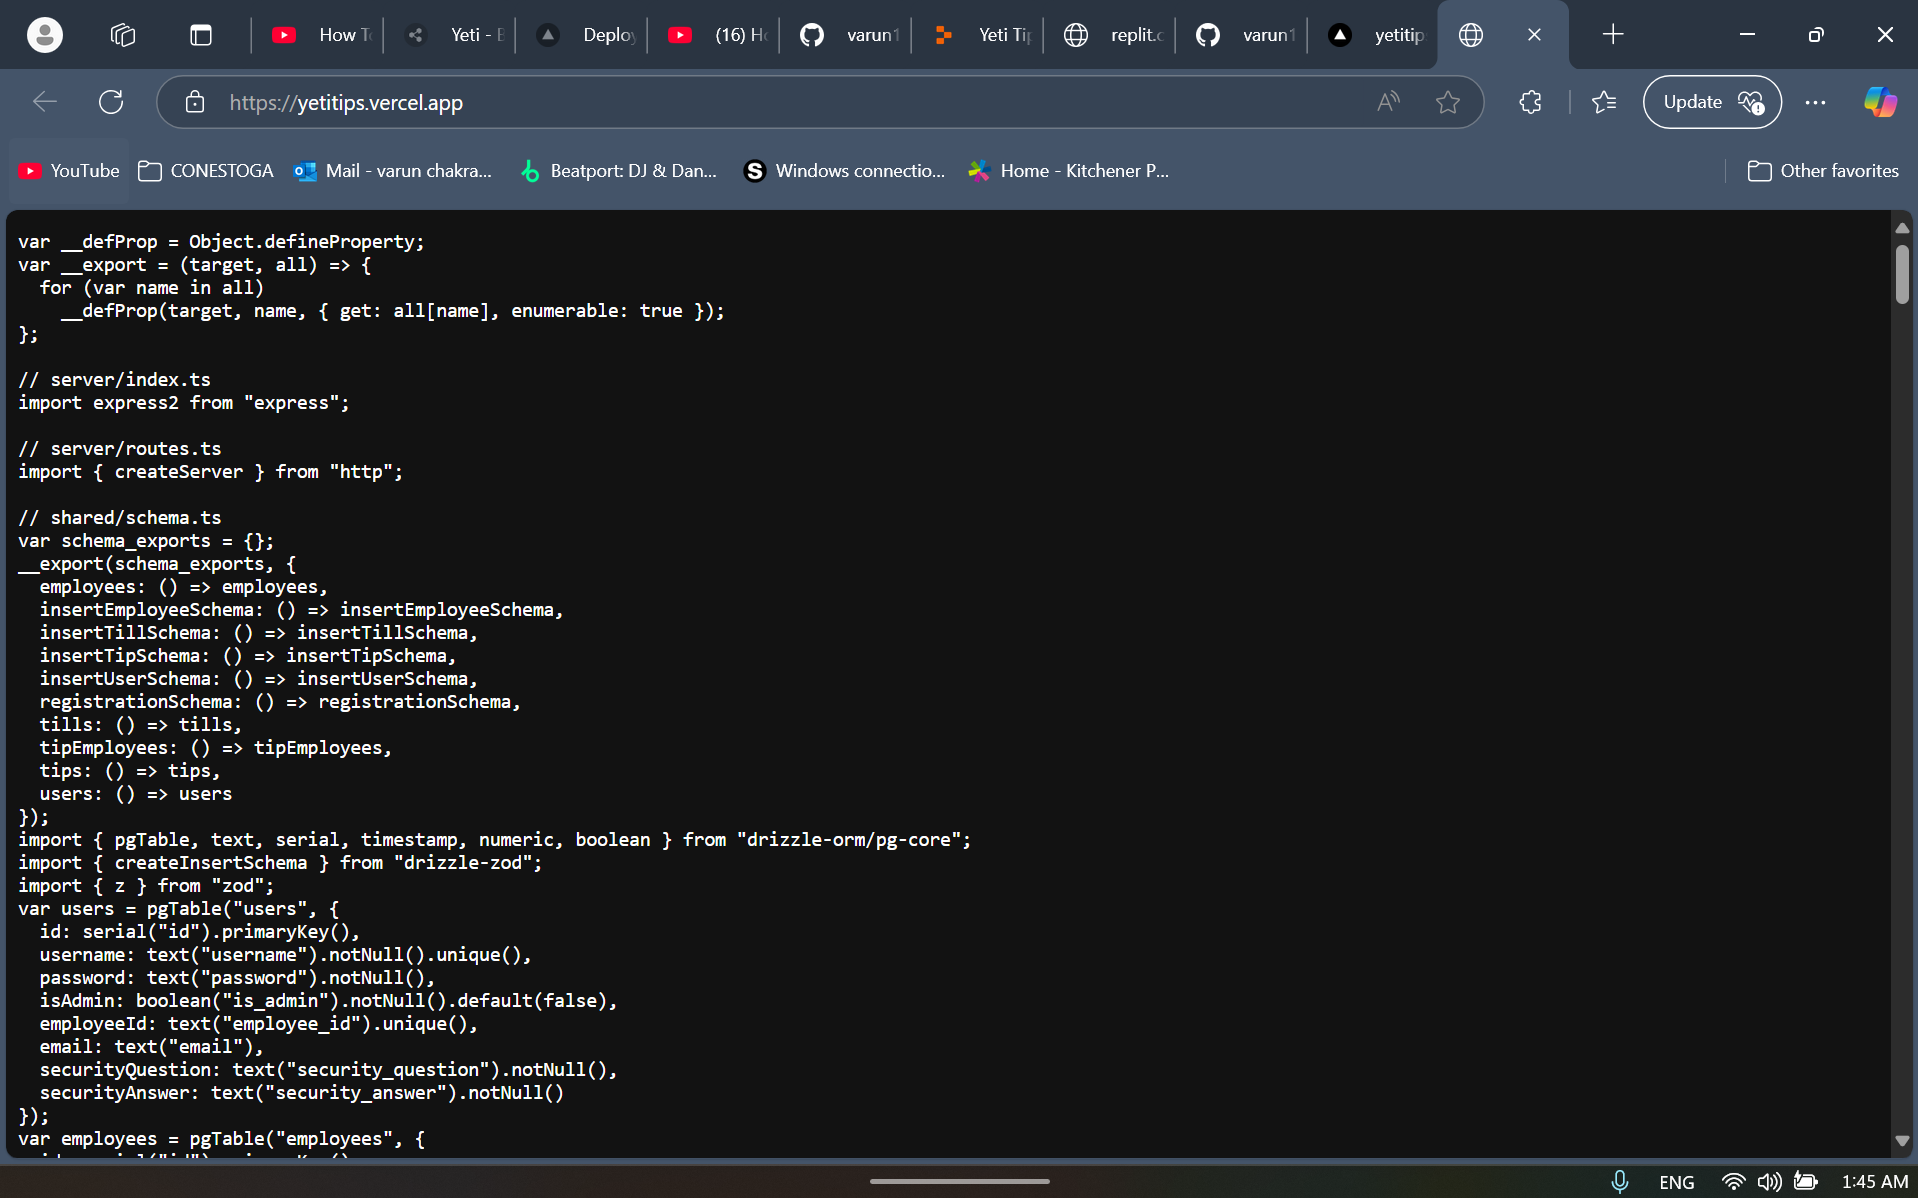 How T
Yeti - E
Deploy
(16) H
varun1
Yeti Ti
replit.c
varun1
yetitip
https://yetitips.vercel.app
Update
YouTube
CONESTOGA
Mail - varun chakra...
Beatport: DJ & Dan...
Windows connectio...
Home - Kitchener P...
Other favorites
var __defProp = Object.defineProperty;
var __export = (target, all) => {
  for (var name in all)
    __defProp(target, name, { get: all[name], enumerable: true });
};
// server/index.ts
import express2 from "express";
// server/routes.ts
import { createServer } from "http";
// shared/schema.ts
var schema_exports = {};
__export(schema_exports, {
  employees: () => employees,
  insertEmployeeSchema: () => insertEmployeeSchema,
  insertTillSchema: () => insertTillSchema,
  insertTipSchema: () => insertTipSchema,
  insertUserSchema: () => insertUserSchema,
  registrationSchema: () => registrationSchema,
  tills: () => tills,
  tipEmployees: () => tipEmployees,
  tips: () => tips,
  users: () => users
});
import { pgTable, text, serial, timestamp, numeric, boolean } from "drizzle-orm/pg-core";
import { createInsertSchema } from "drizzle-zod";
import { z } from "zod";
var users = pgTable("users", {
  id: serial("id").primaryKey(),
  username: text("username").notNull().unique(),
  password: text("password").notNull(),
  isAdmin: boolean("is_admin").notNull().default(false),
  employeeId: text("employee_id").unique(),
  email: text("email"),
  securityQuestion: text("security_question").notNull(),
  securityAnswer: text("security_answer").notNull()
});
var employees = pgTable("employees", {
ENG
1:45 AM